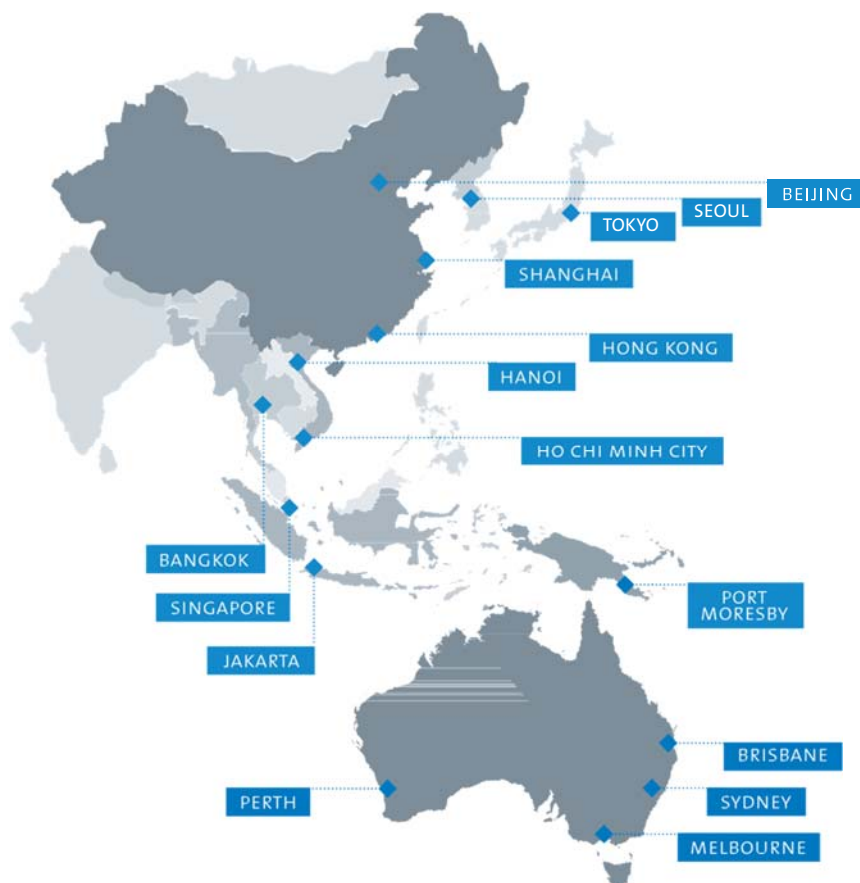 BEIJING
SEOUL
TOKYO
SHANGHAI
HONG KONG
HANOI
HO CHI MINH CITY
BANGKOK
SINGAPORE
PORT
MORESBY
JAKARTA
BRISBANE
PERTH
SYDNEY
MELBOURNE